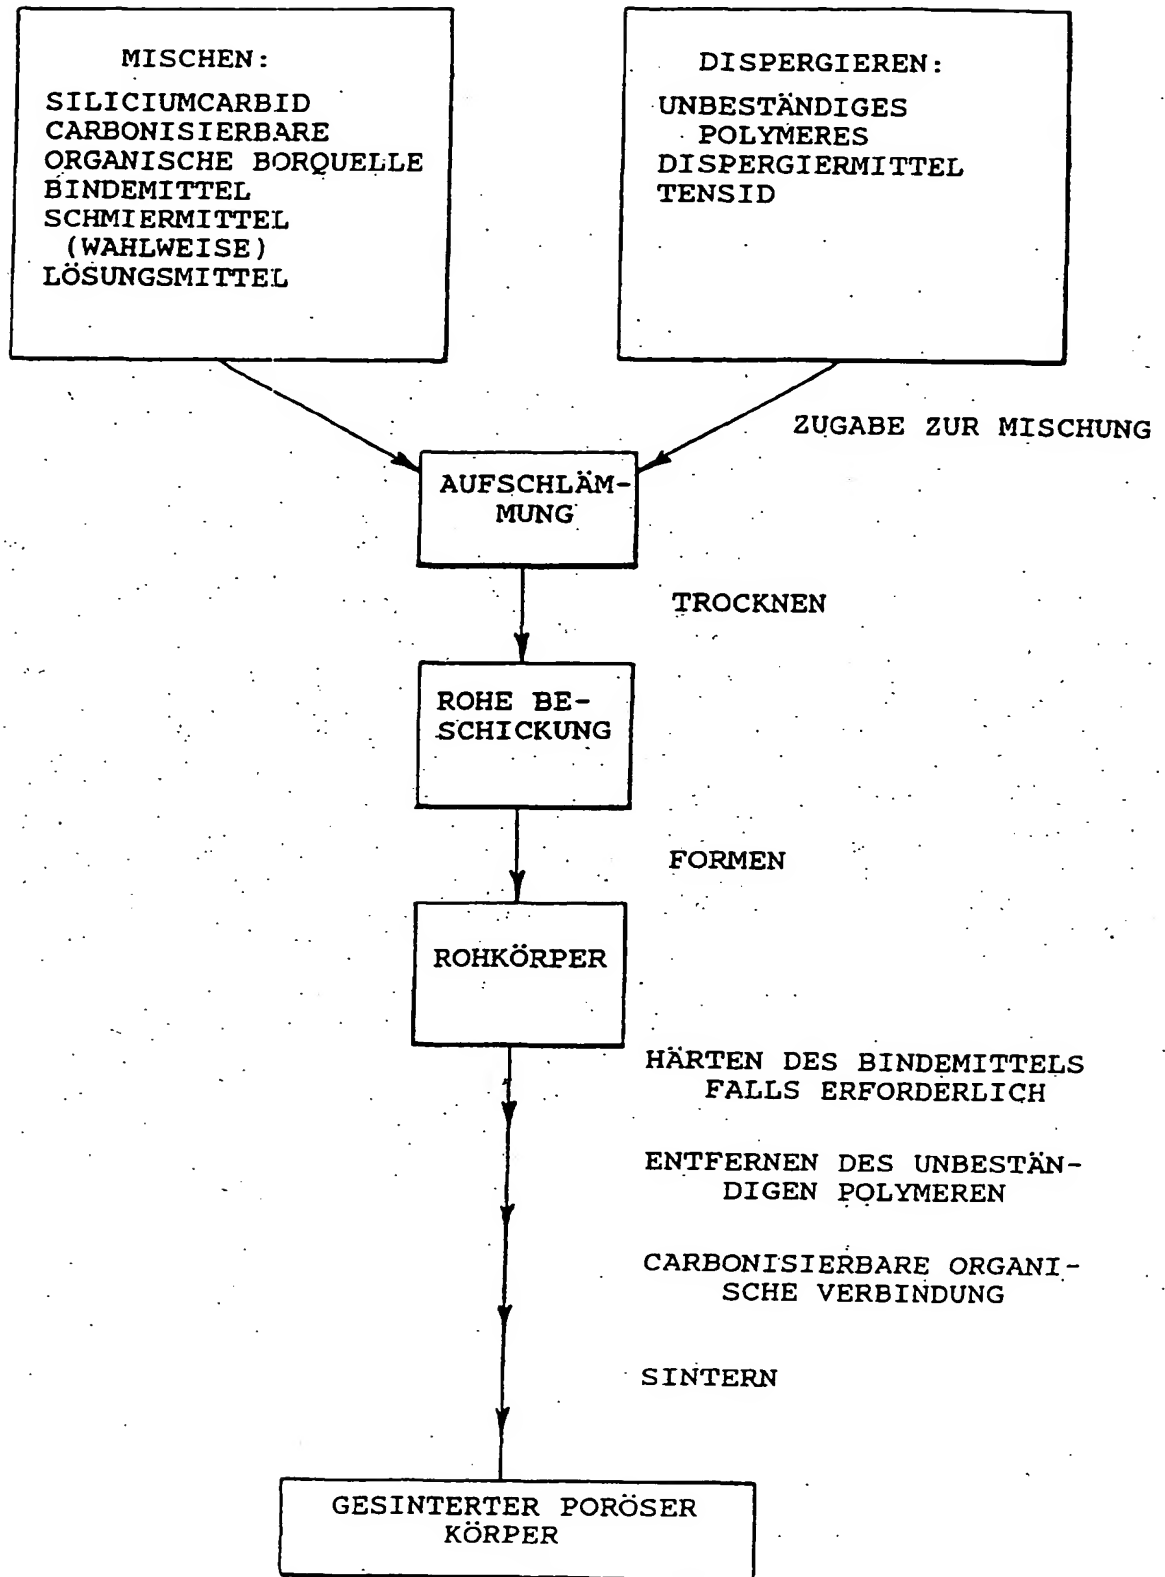 MISCHEN:
SILICIUMCARBID
CARBONISIERBARE
ORGANISCHE BORQUELLE
BINDEMITTEL
SCHMIERMITTEL
(WAHLWEISE)
LÖSUNGSMITTEL
DISPERGIEREN:
UNBESTÄNDIGES
POLYMERES
DISPERGIERMITTEL
TENSID
ZUGABE ZUR MISCHUNG
AUFSCHLÄM-
MUNG
TROCKNEN
ROHE BE-
SCHICKUNG
FORMEN
ROHKÖRPER
HÄRTEN DES BINDEMITTELS
FALLS ERFORDERLICH
ENTFERNEN DES UNBESTÄN-
DIGEN POLYMEREN
CARBONISIERBARE ORGANI-
SCHE VERBINDUNG
SINTERN
GESINTERTER PORÖSER
KÖRPER